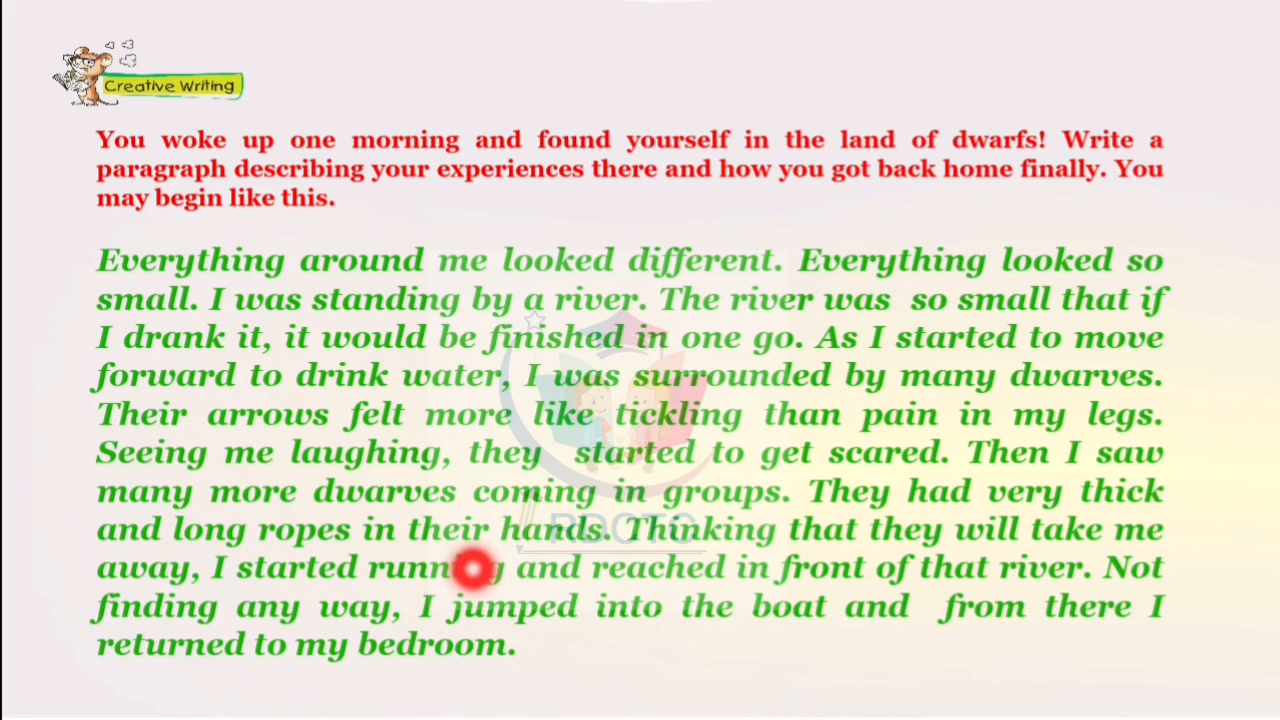 Creative Writing
You woke up one morning and found yourself in the land of dwarfs! Write a
paragraph describing your experiences there and how you got back home finally. You
may begin like this.
Everything around me looked different. Everything looked so
small. I was standing by a river. The river was so small that if
I drank it, it would be finished in one go. As I started to move
forward to drink water, I was surrounded by many dwarves.
Their arrows felt more like tickling than pain in my legs.
Seeing me laughing, they started to get scared. Then I saw
many more dwarves coming in groups. They had very thick
and long ropes in their hands. Thinking that they will take me
away, I started running and reached in front of that river. Not
finding any way, I jumped into the boat and from there I
returned to my bedroom.
RDCTC